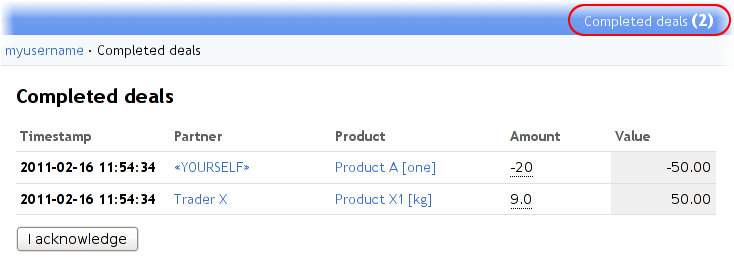 Completed deals (2)
myusername · Completed deals
Completed deals
Timestamp Partner Product Amount Value
2011-02-16 11:54:34 «YOURSELF» Product A [one] -20 -50.00
2011-02-16 11:54:34 Trader X Product X1 [kg] 9.0 50.00
I acknowledge